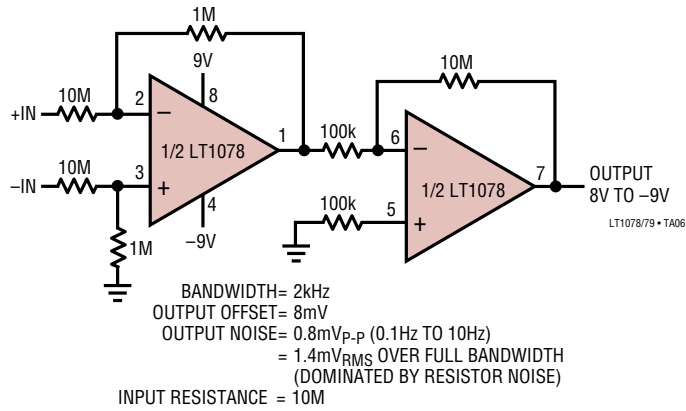 1M
9V
10M
10M
+IN
2
8
–
1/2 LT1078
1
100k
6
–
10M
–IN
3
+
4
–9V
1/2 LT1078
7
OUTPUT
8V TO –9V
100k
5
+
1M
LT1078/79 • TA06
BANDWIDTH= 2kHz
OUTPUT OFFSET= 8mV
OUTPUT NOISE= 0.8mVP-P (0.1Hz TO 10Hz)
= 1.4mVRMS OVER FULL BANDWIDTH
(DOMINATED BY RESISTOR NOISE)
INPUT RESISTANCE = 10M